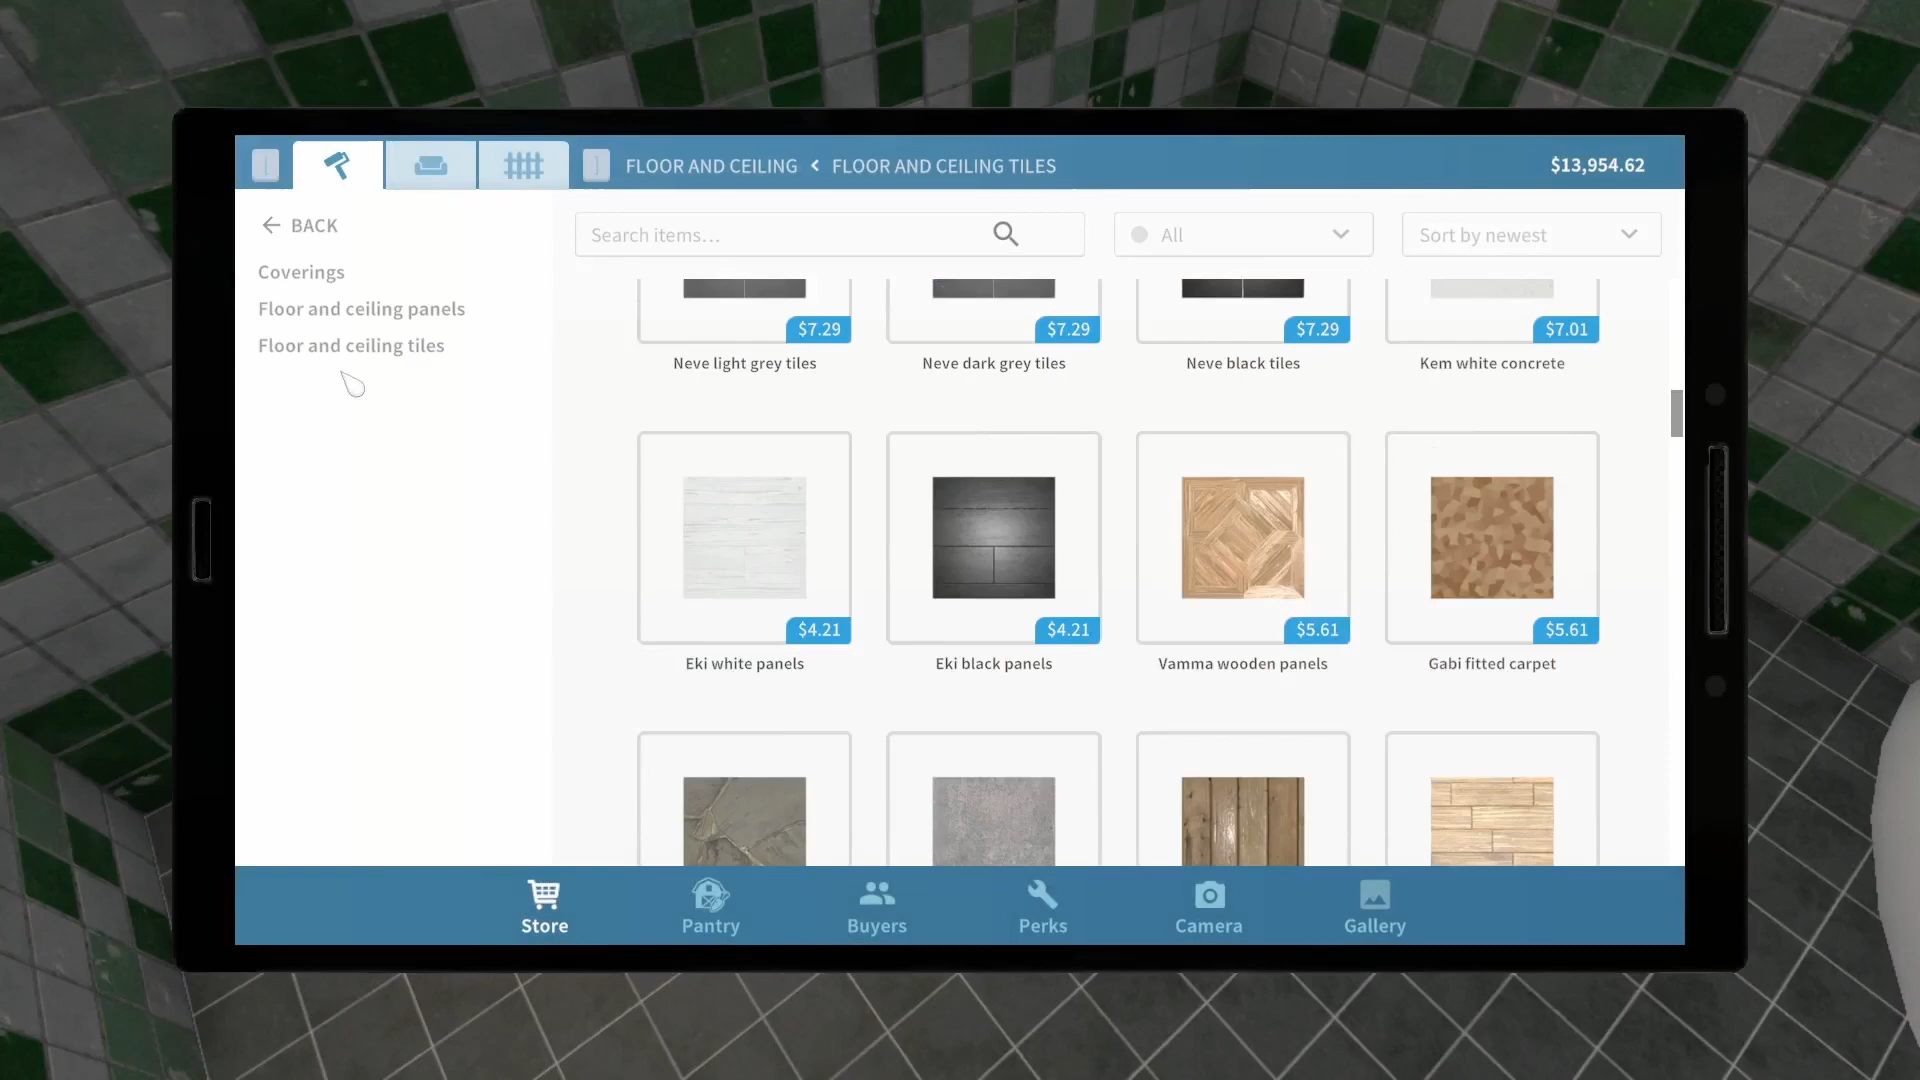 FLOOR AND CEILING < FLOOR AND CEILING TILES
$13,954.62
BACK
Coverings
Floor and ceiling panels
Floor and ceiling tiles
Search items...
All
Sort by newest
$7.29
$7.29
$7.29
$7.01
Neve light grey tiles
Neve dark grey tiles
Neve black tiles
Kem white concrete
$4.21
$4.21
$5.61
$5.61
Eki white panels
Eki black panels
Vamma wooden panels
Gabi fitted carpet
Store
Pantry
Buyers
Perks
Camera
Gallery